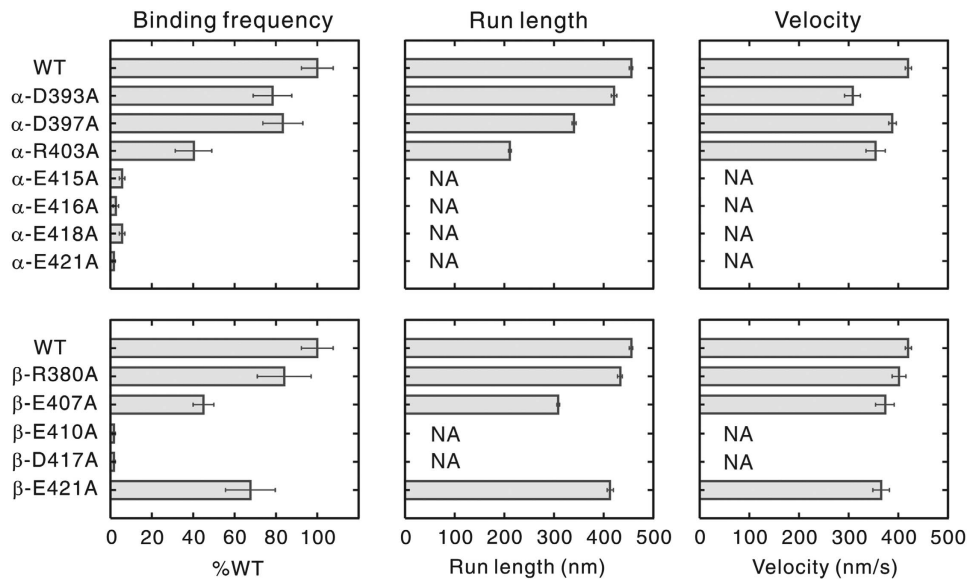 Binding frequency Run length Velocity
WT
α-D393A
α-D397A
α-R403A
α-E415A NA NA
α-E416A NA NA
α-E418A NA NA
α-E421A NA NA
WT
β-R380A
β-E407A
β-E410A NA NA
β-D417A NA NA
β-E421A
0 20 40 60 80 100 0 100 200 300 400 500 0 100 200 300 400 500
%WT Run length (nm) Velocity (nm/s)